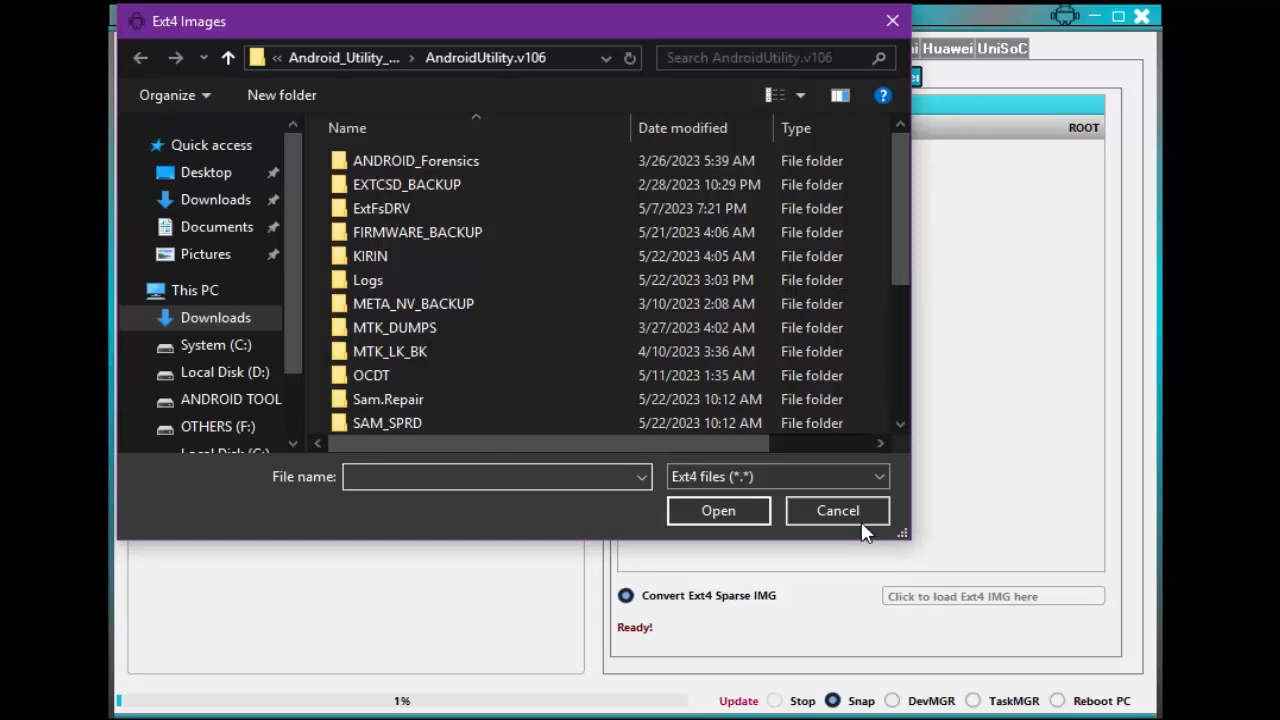 Ext4 Images
i Huawei UniSoC
Android_Utility_... › AndroidUtility.v106
Search AndroidUtility.v106
Organize
New folder
ROOT
Name
Date modified
Type
Quick access
Desktop
Downloads
Documents
Pictures
This PC
Downloads
System (C:)
Local Disk (D:)
ANDROID TOOL
OTHERS (F:)
ANDROID_Forensics 3/26/2023 5:39 AM File folder
EXTCSD_BACKUP 2/28/2023 10:29 PM File folder
ExtFsDRV 5/7/2023 7:21 PM File folder
FIRMWARE_BACKUP 5/21/2023 4:06 AM File folder
KIRIN 5/22/2023 4:05 AM File folder
Logs 5/22/2023 3:03 PM File folder
META_NV_BACKUP 3/10/2023 2:08 AM File folder
MTK_DUMPS 3/27/2023 4:02 AM File folder
MTK_LK_BK 4/10/2023 3:36 AM File folder
OCDT 5/11/2023 1:35 AM File folder
Sam.Repair 5/22/2023 10:12 AM File folder
SAM_SPRD 5/22/2023 10:12 AM File folder
File name:
Ext4 files (*.*)
Open
Cancel
Convert Ext4 Sparse IMG
Click to load Ext4 IMG here
Ready!
1%
Update
Stop
Snap
DevMGR
TaskMGR
Reboot PC